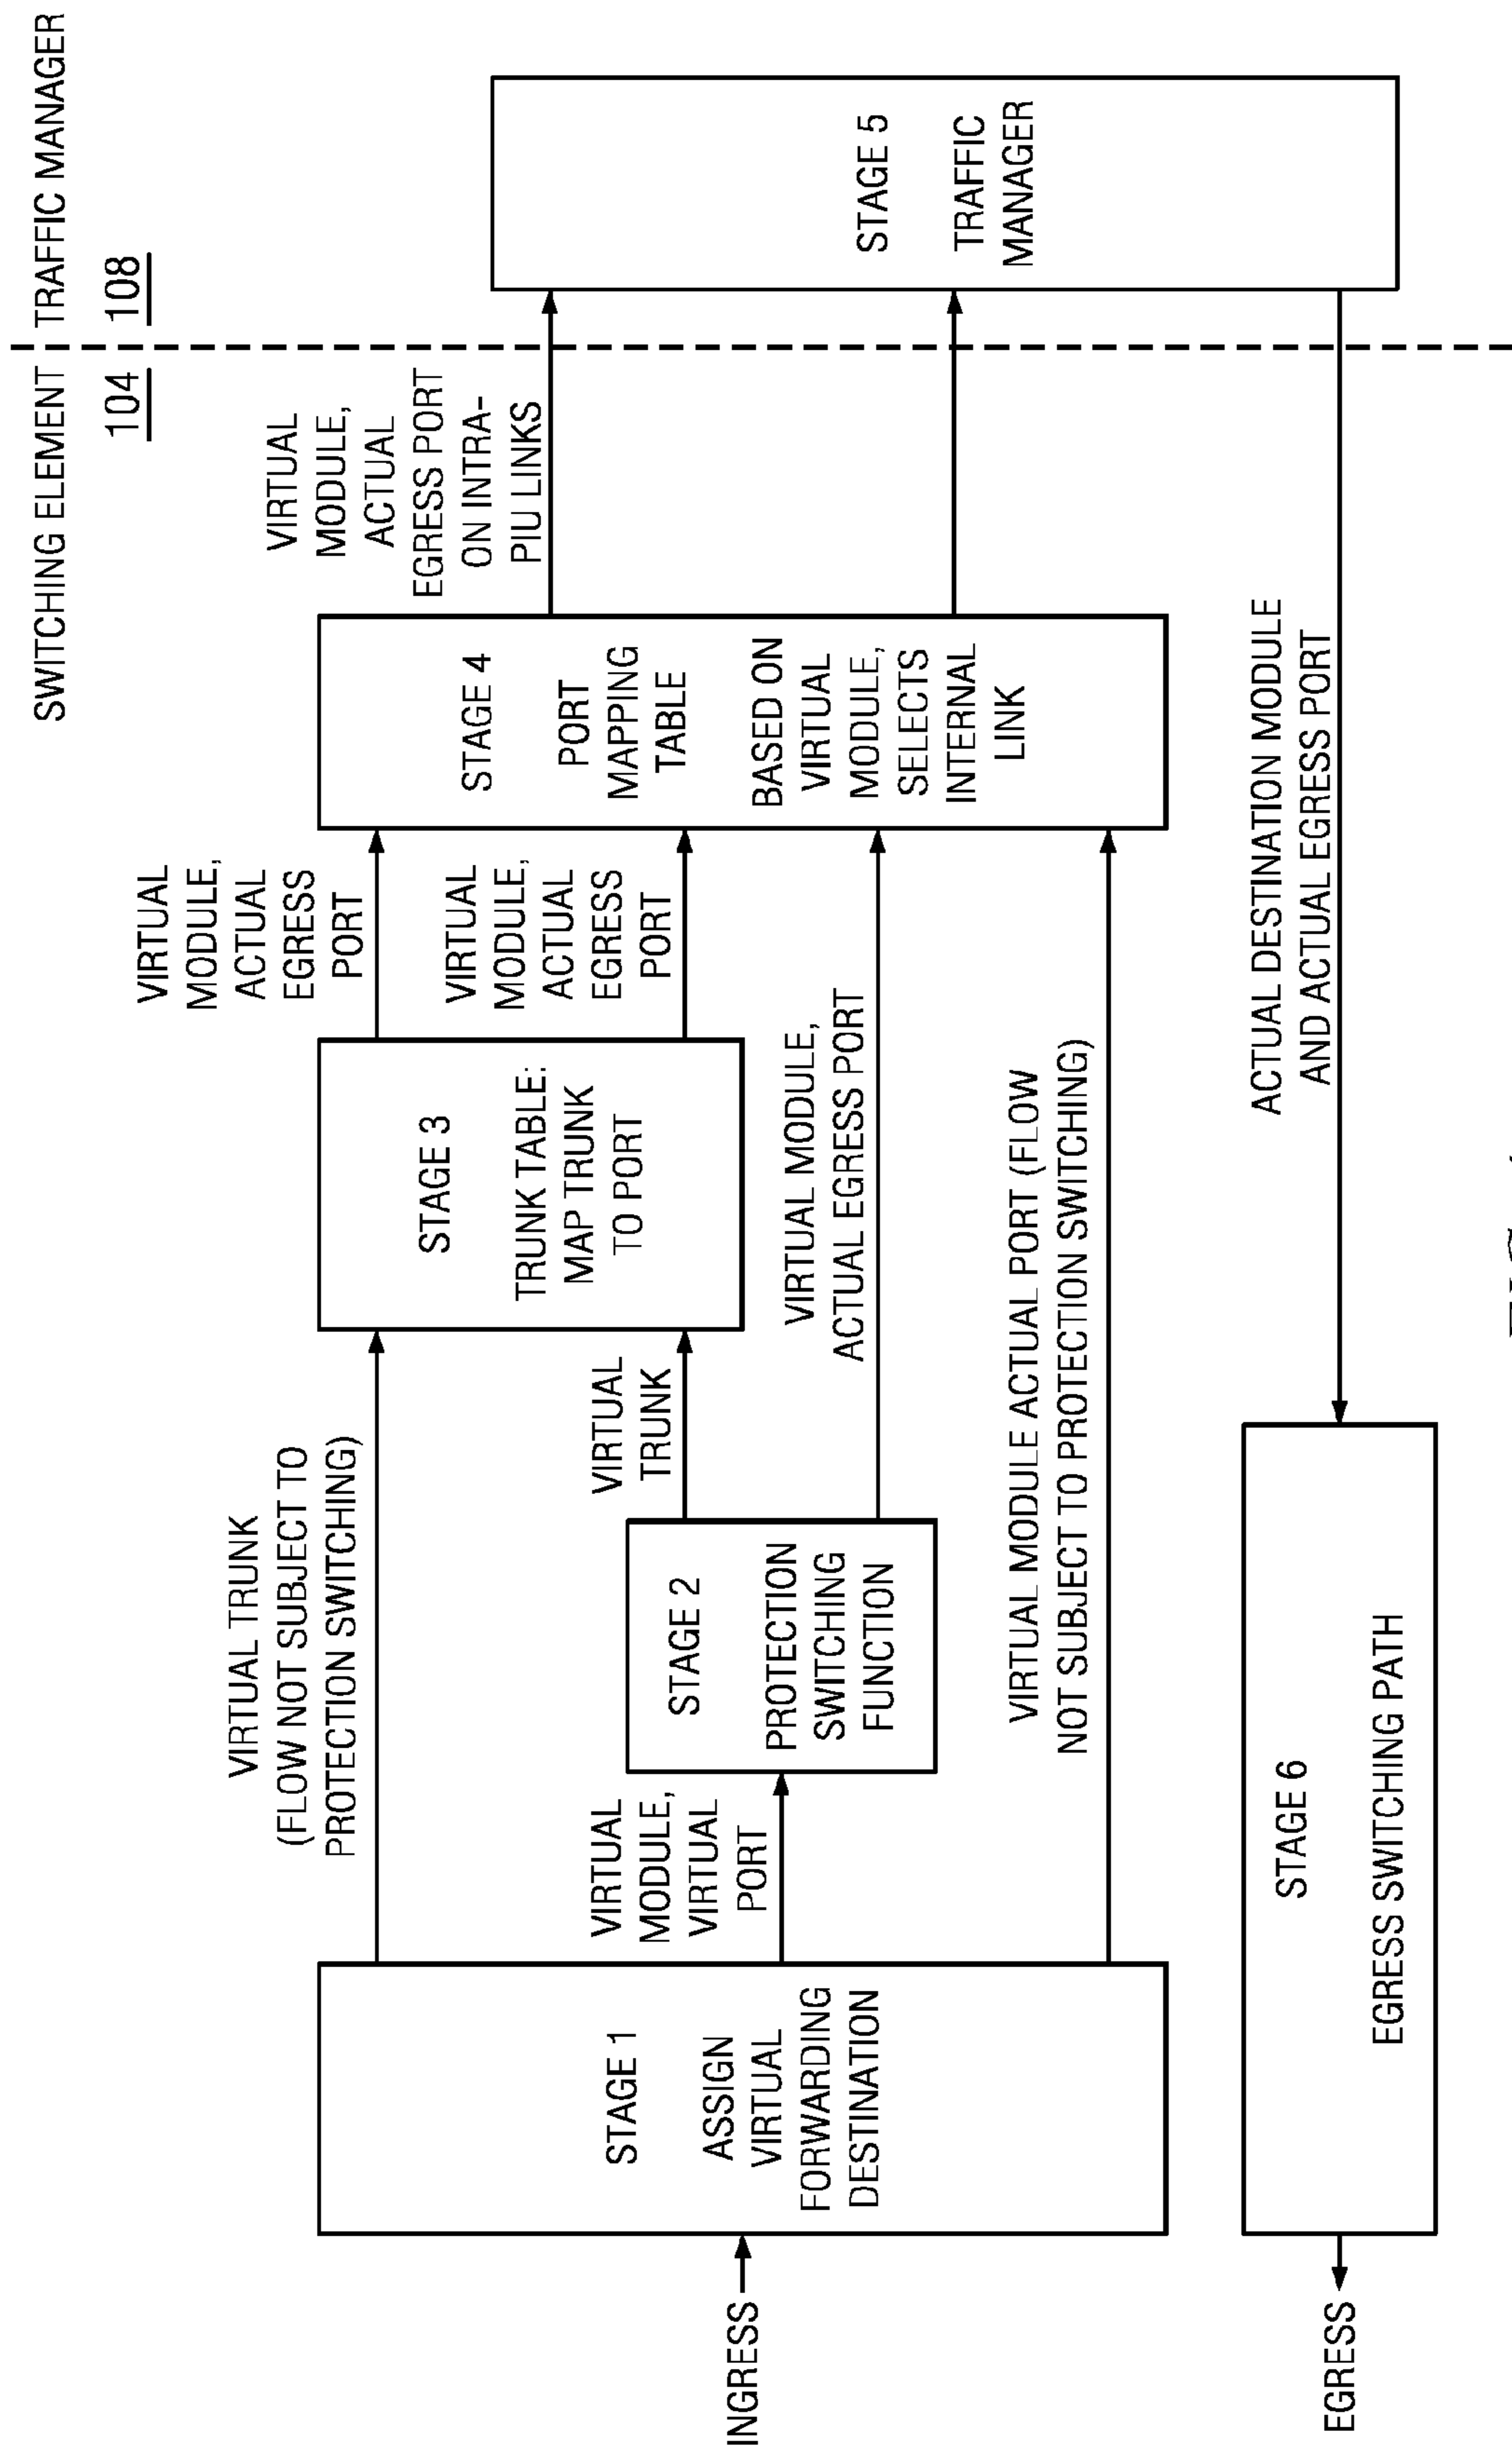 SWITCHING ELEMENT
104
TRAFFIC MANAGER
108
INGRESS
STAGE 1
ASSIGN
VIRTUAL
FORWARDING
DESTINATION
VIRTUAL TRUNK
(FLOW NOT SUBJECT TO
PROTECTION SWITCHING)
VIRTUAL
MODULE,
VIRTUAL
PORT
STAGE 2
PROTECTION
SWITCHING
FUNCTION
VIRTUAL
TRUNK
STAGE 3
TRUNK TABLE:
MAP TRUNK
TO PORT
VIRTUAL MODULE,
ACTUAL EGRESS PORT
VIRTUAL MODULE ACTUAL PORT (FLOW
NOT SUBJECT TO PROTECTION SWITCHING)
VIRTUAL
MODULE,
ACTUAL
EGRESS
PORT
VIRTUAL
MODULE,
ACTUAL
EGRESS
PORT
STAGE 4
PORT
MAPPING
TABLE
BASED ON
VIRTUAL
MODULE,
SELECTS
INTERNAL
LINK
VIRTUAL
MODULE,
ACTUAL
EGRESS PORT
ON INTRA-
PIU LINKS
STAGE 5
TRAFFIC
MANAGER
ACTUAL DESTINATION MODULE
AND ACTUAL EGRESS PORT
STAGE 6
EGRESS SWITCHING PATH
EGRESS